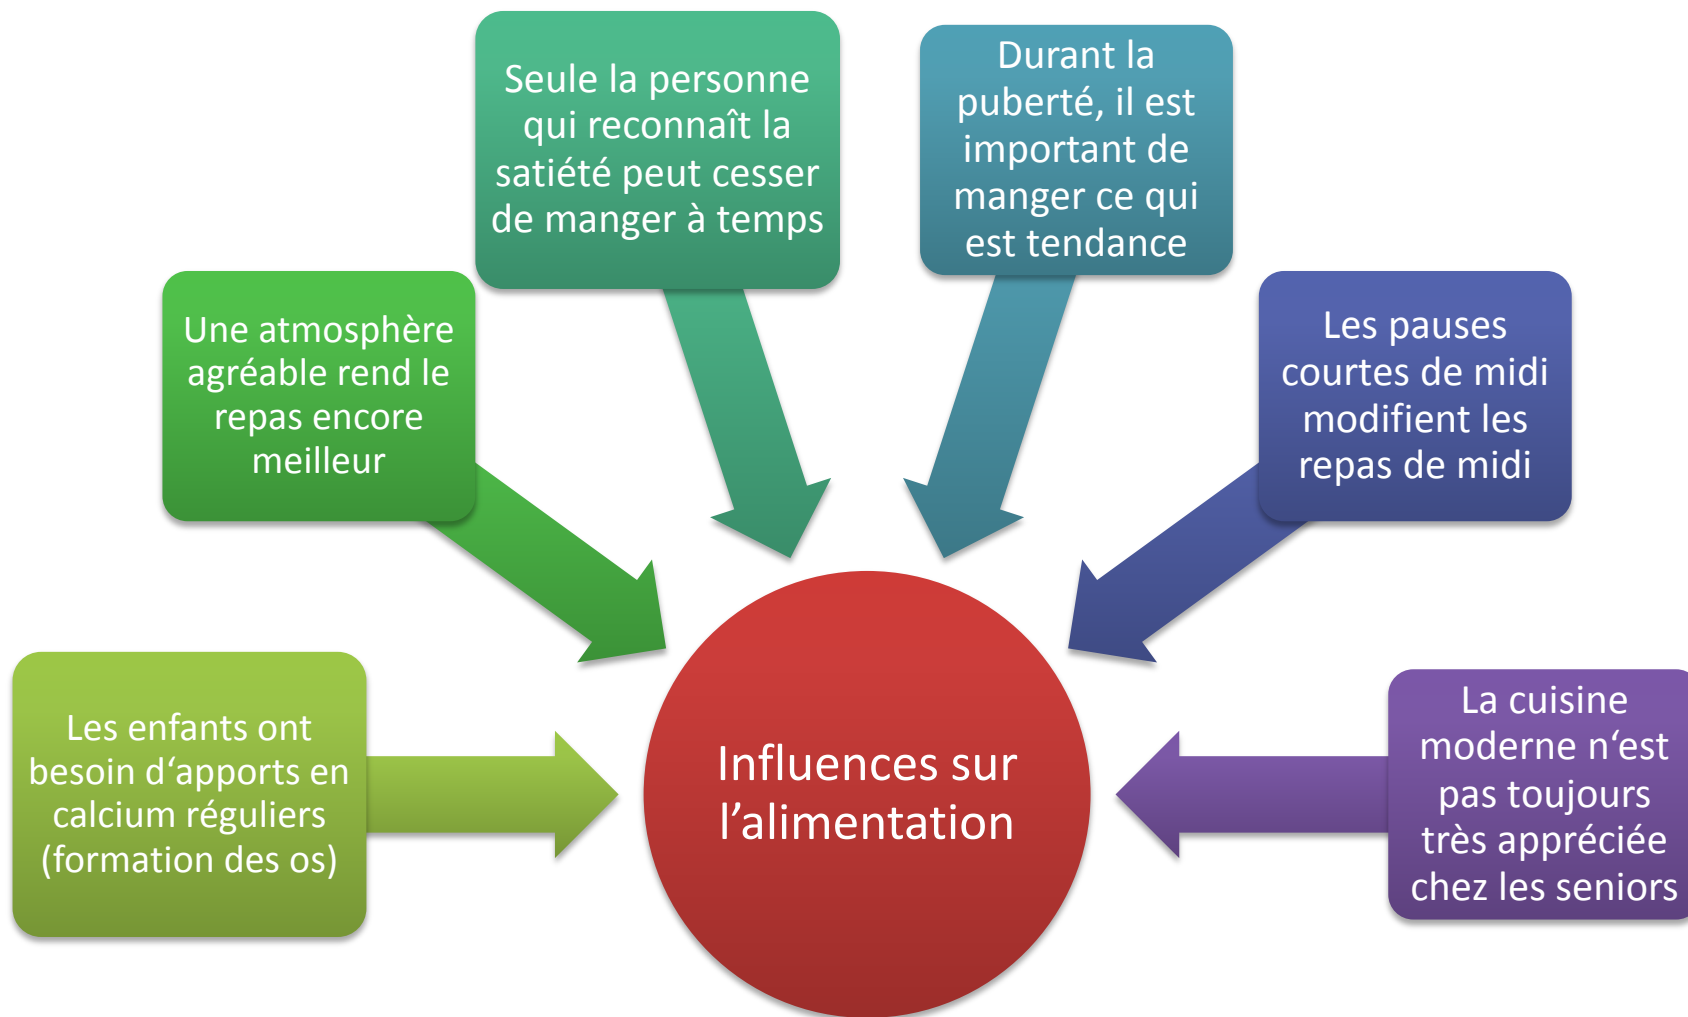 Seule la personne
qui reconnaît la
satiété peut cesser
de manger à temps
Durant la
puberté, il est
important de
manger ce qui
est tendance
Une atmosphère
agréable rend le
repas encore
meilleur
Les pauses
courtes de midi
modifient les
repas de midi
Les enfants ont
besoin d‘apports en
calcium réguliers
(formation des os)
Influences sur
l’alimentation
La cuisine
moderne n‘est
pas toujours
très appréciée
chez les seniors